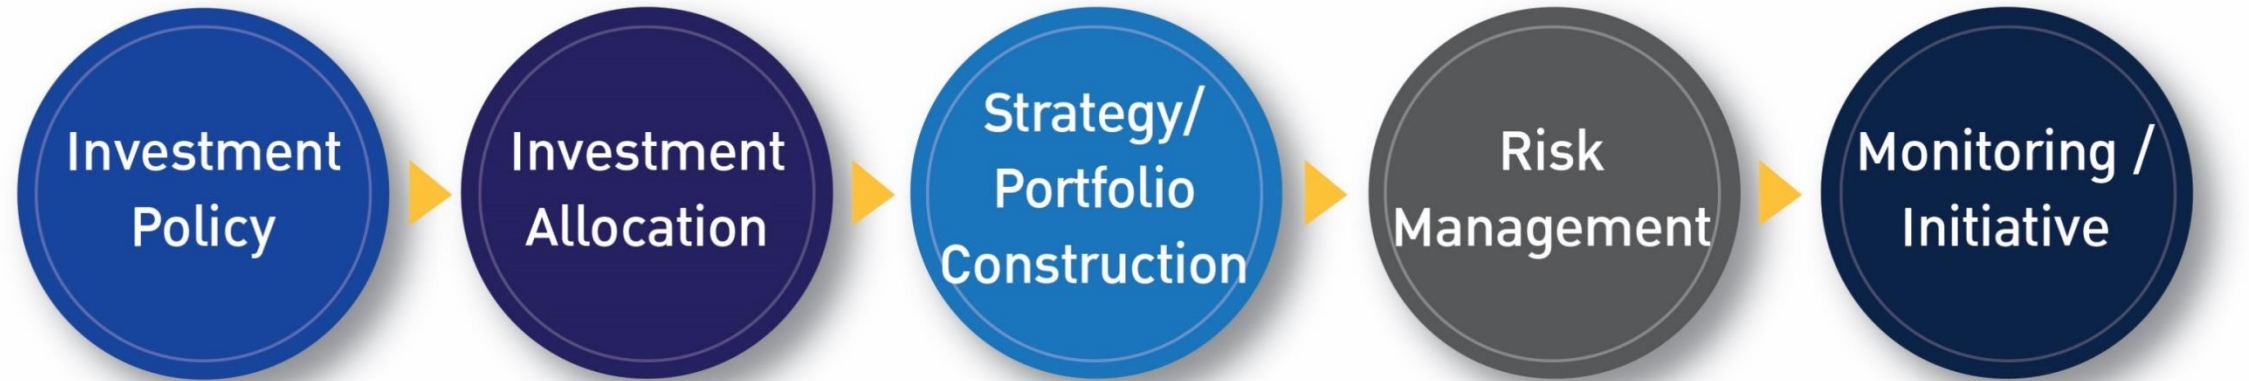 Investment
Policy
Investment
Allocation
Strategy/
Portfolio
Construction
Risk
Management
Monitoring /
Initiative